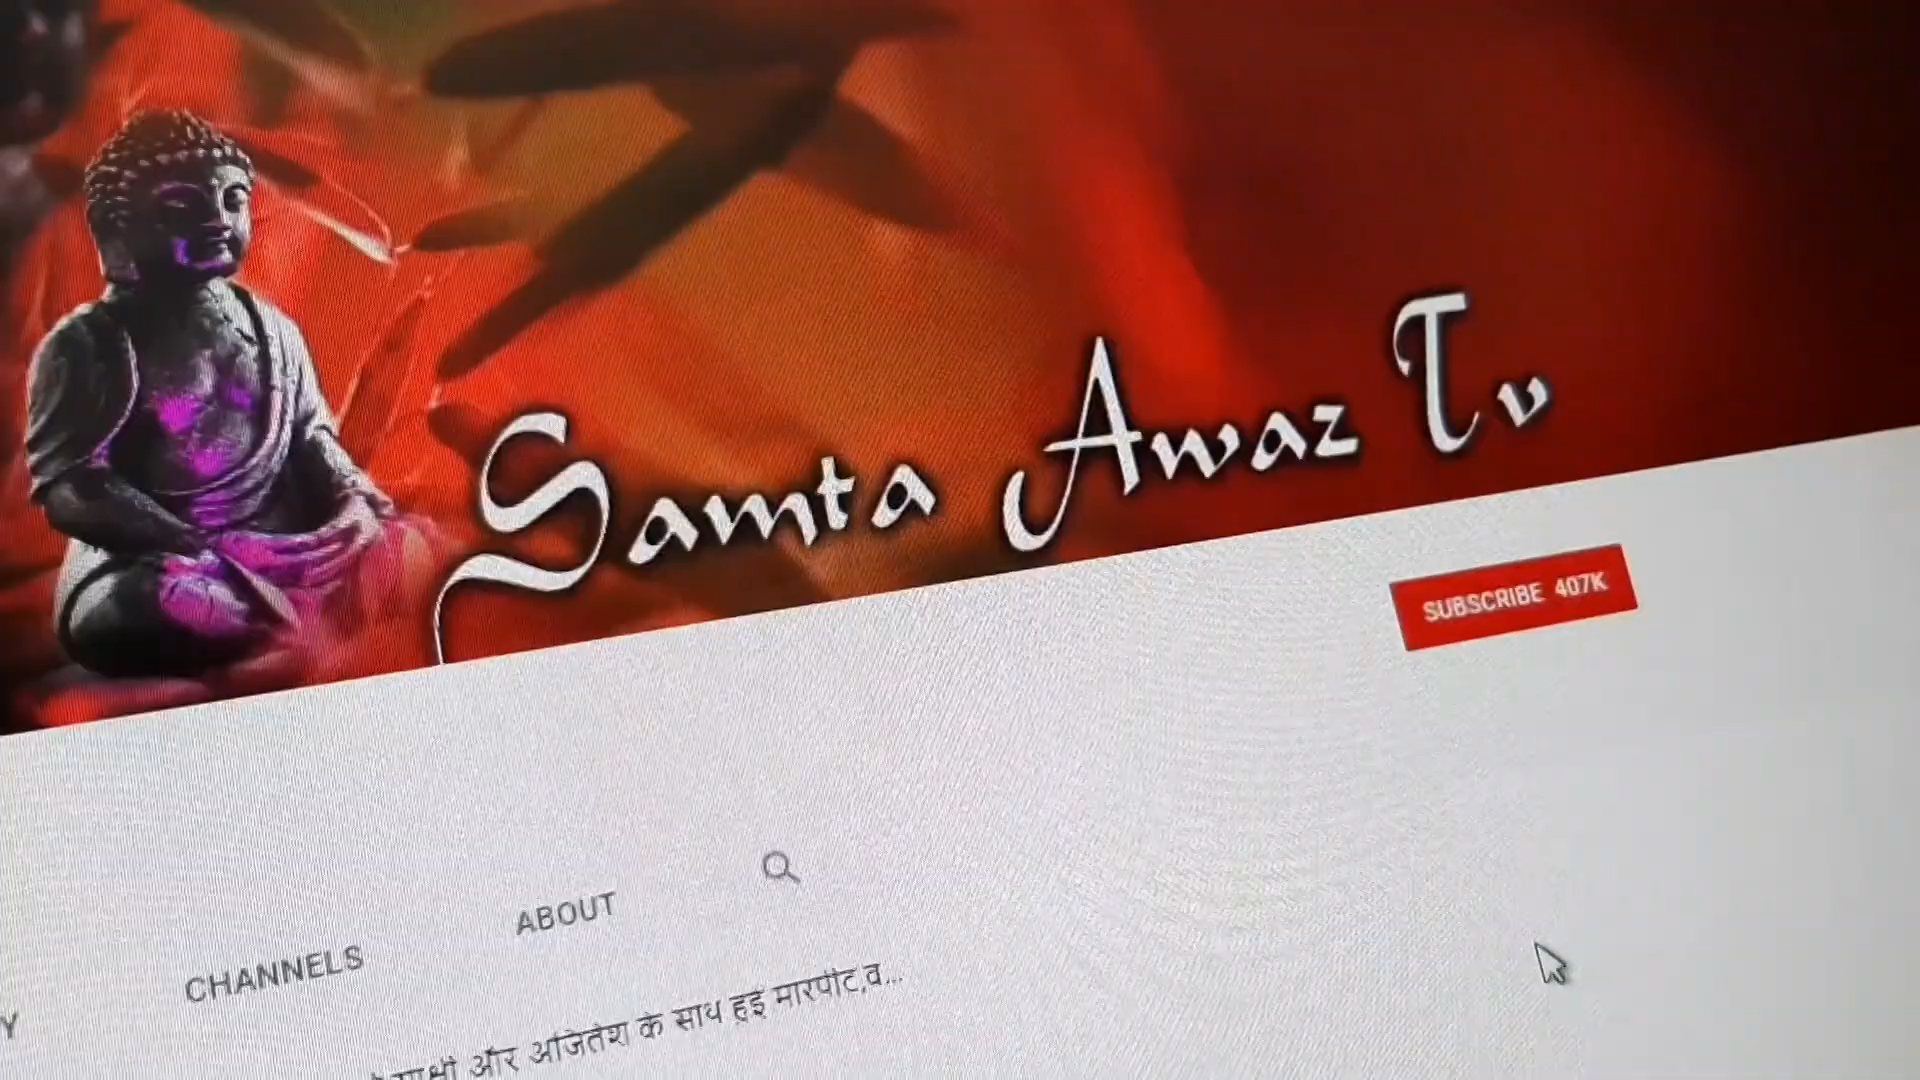 Samta Awaz Tv
SUBSCRIBE 407K
CHANNELS
ABOUT
और अजितेश के साथ हुई मारपीट,व...